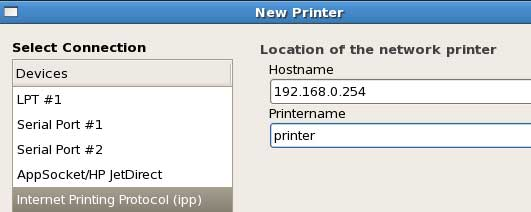 New Printer
Select Connection
Devices
LPT #1
Serial Port #1
Serial Port #2
AppSocket/HP JetDirect
Internet Printing Protocol (ipp)
Location of the network printer
Hostname
192.168.0.254
Printername
printer